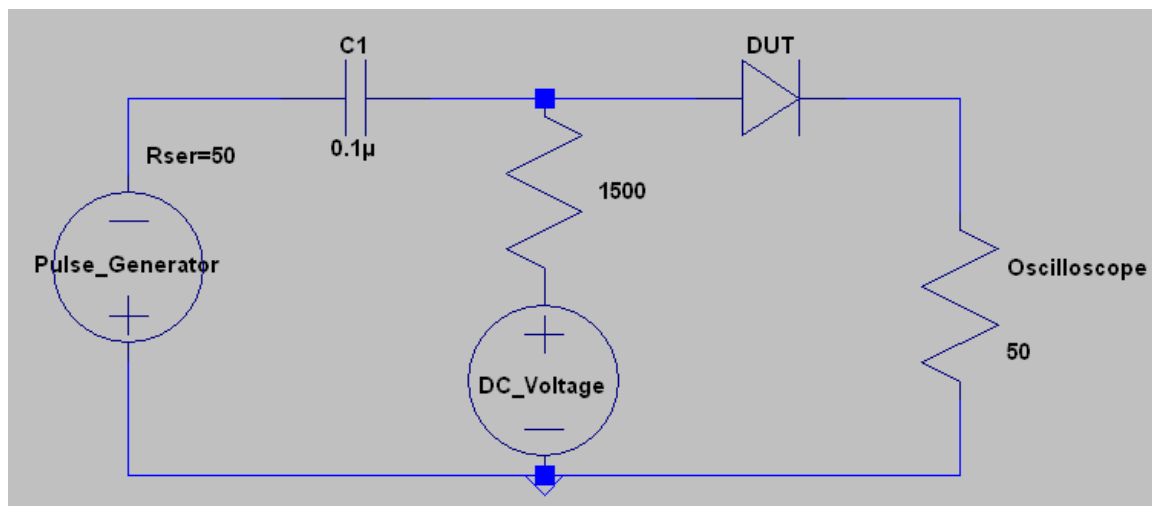 C1
DUT
0.1µ
Rser=50
1500
Pulse_Generator
Oscilloscope
50
DC_Voltage